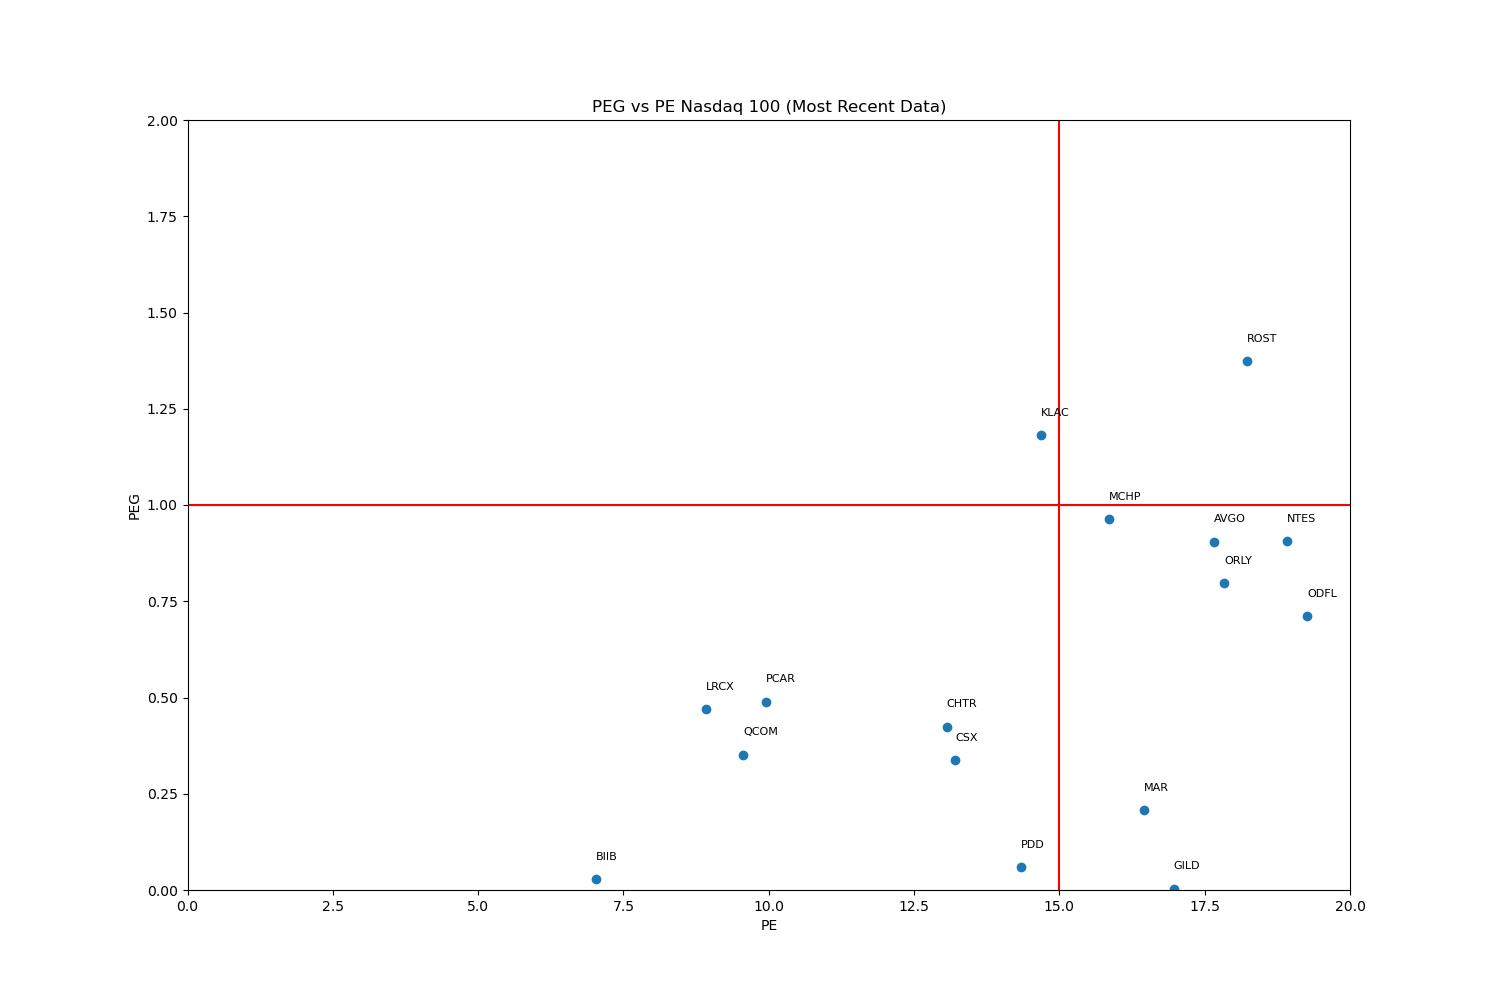 PEG vs PE Nasdaq 100 (Most Recent Data)
2.00
1.75
1.50
ROST
1.25
KLAC
PEG
1.00
MCHP
AVGO
NTES
ORLY
0.75
ODFL
0.50
LRCX
PCAR
CHTR
QCOM
CSX
0.25
MAR
PDD
BIIB
GILD
0.00
0.0 2.5 5.0 7.5 10.0 12.5 15.0 17.5 20.0
PE